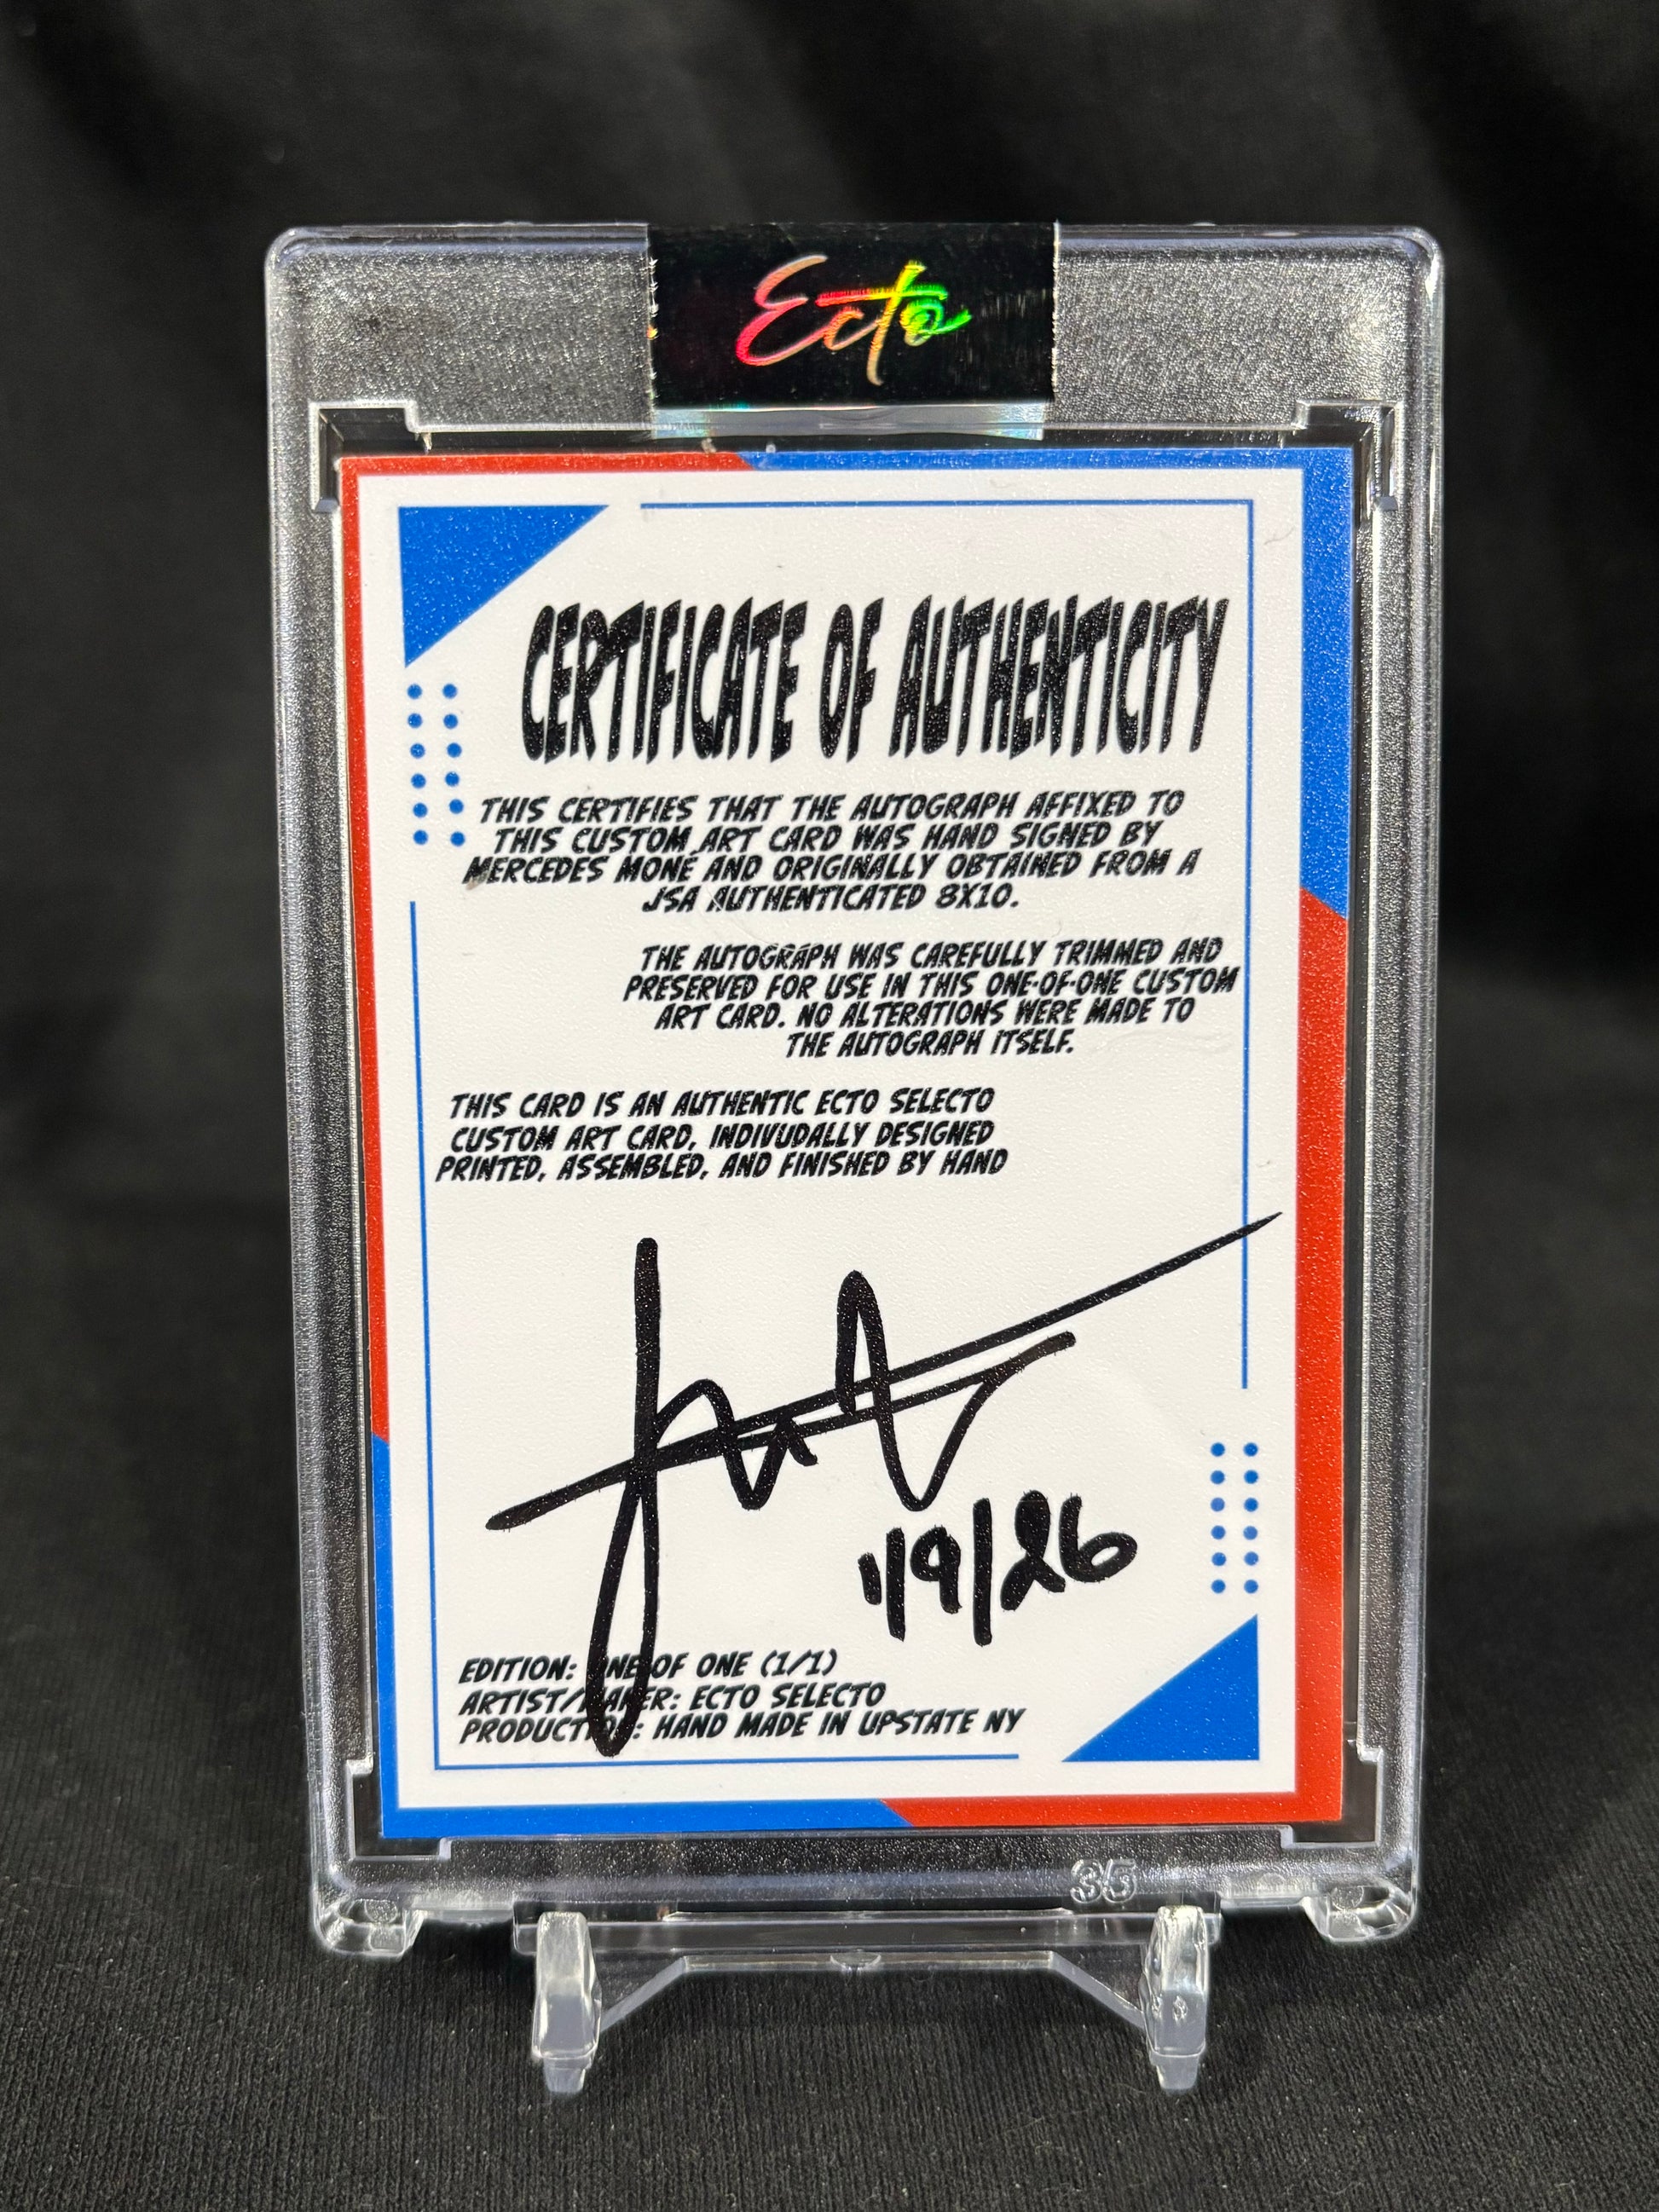 Ecto
CERTIFICATE OF AUTHENTICITY
THIS CERTIFIES THAT THE AUTOGRAPH AFFIXED TO
THIS CUSTOM ART CARD WAS HAND SIGNED BY
MERCEDES MONÉ AND ORIGINALLY OBTAINED FROM A
JSA AUTHENTICATED 8X10.
THE AUTOGRAPH WAS CAREFULLY TRIMMED AND
PRESERVED FOR USE IN THIS ONE-OF-ONE CUSTOM
ART CARD. NO ALTERATIONS WERE MADE TO
THE AUTOGRAPH ITSELF.
THIS CARD IS AN AUTHENTIC ECTO SELECTO
CUSTOM ART CARD, INDIVUDALLY DESIGNED
PRINTED, ASSEMBLED, AND FINISHED BY HAND
1/9/26
EDITION: ONE OF ONE (1/1)
ARTIST/MAKER: ECTO SELECTO
PRODUCTION: HAND MADE IN UPSTATE NY
35